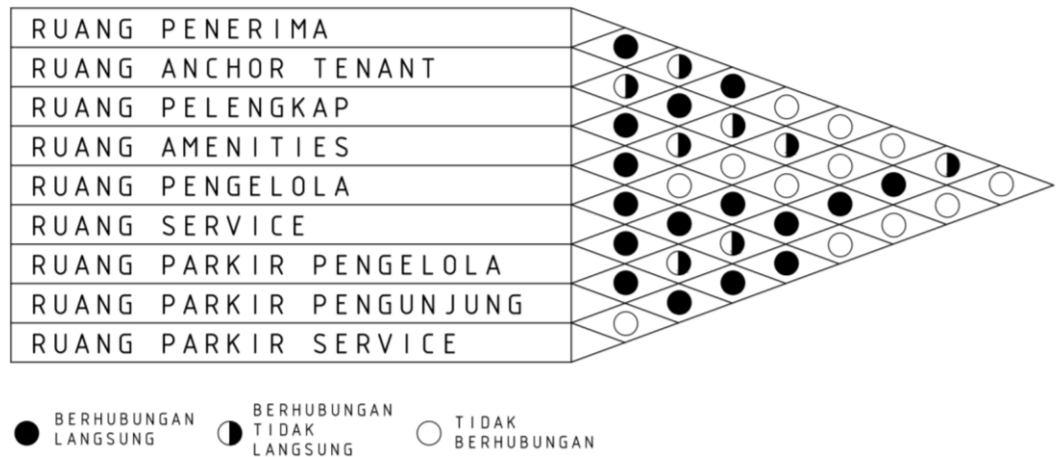 RUANG PENERIMA
RUANG ANCHOR TENANT
RUANG PELENGKAP
RUANG AMENITIES
RUANG PENGELOLA
RUANG SERVICE
RUANG PARKIR PENGELOLA
RUANG PARKIR PENGUNJUNG
RUANG PARKIR SERVICE
BERHUBUNGAN
LANGSUNG
BERHUBUNGAN
TIDAK
LANGSUNG
TIDAK
BERHUBUNGAN